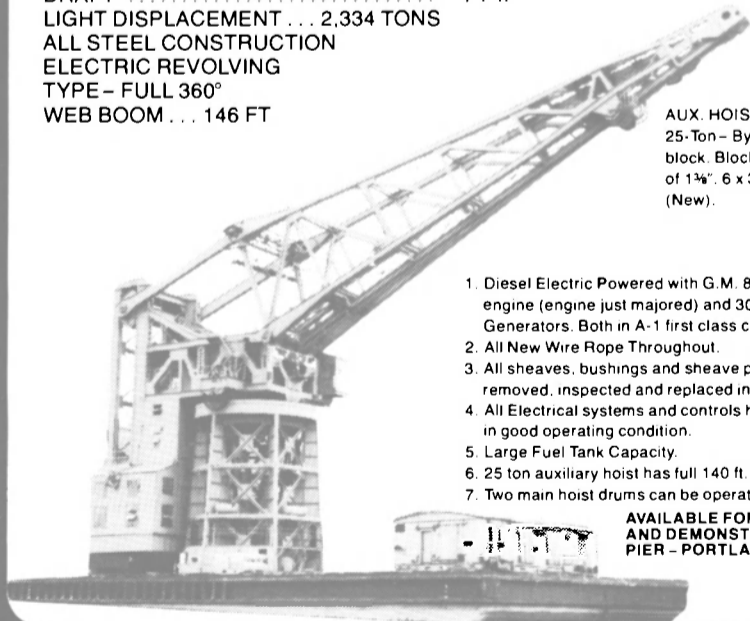 LIGHT DISPLACEMENT ... 2,334 TONS
ALL STEEL CONSTRUCTION
ELECTRIC REVOLVING
TYPE – FULL 360°
WEB BOOM ... 146 FT
AUX. HOIS
25-Ton – By
block. Block
of 1⅜". 6 x 3
(New).
1. Diesel Electric Powered with G.M. 8
engine (engine just majored) and 30
Generators. Both in A-1 first class c
2. All New Wire Rope Throughout.
3. All sheaves, bushings and sheave p
removed, inspected and replaced in
4. All Electrical systems and controls h
in good operating condition.
5. Large Fuel Tank Capacity.
6. 25 ton auxiliary hoist has full 140 ft.
7. Two main hoist drums can be operat
AVAILABLE FOR
AND DEMONST
PIER – PORTLA